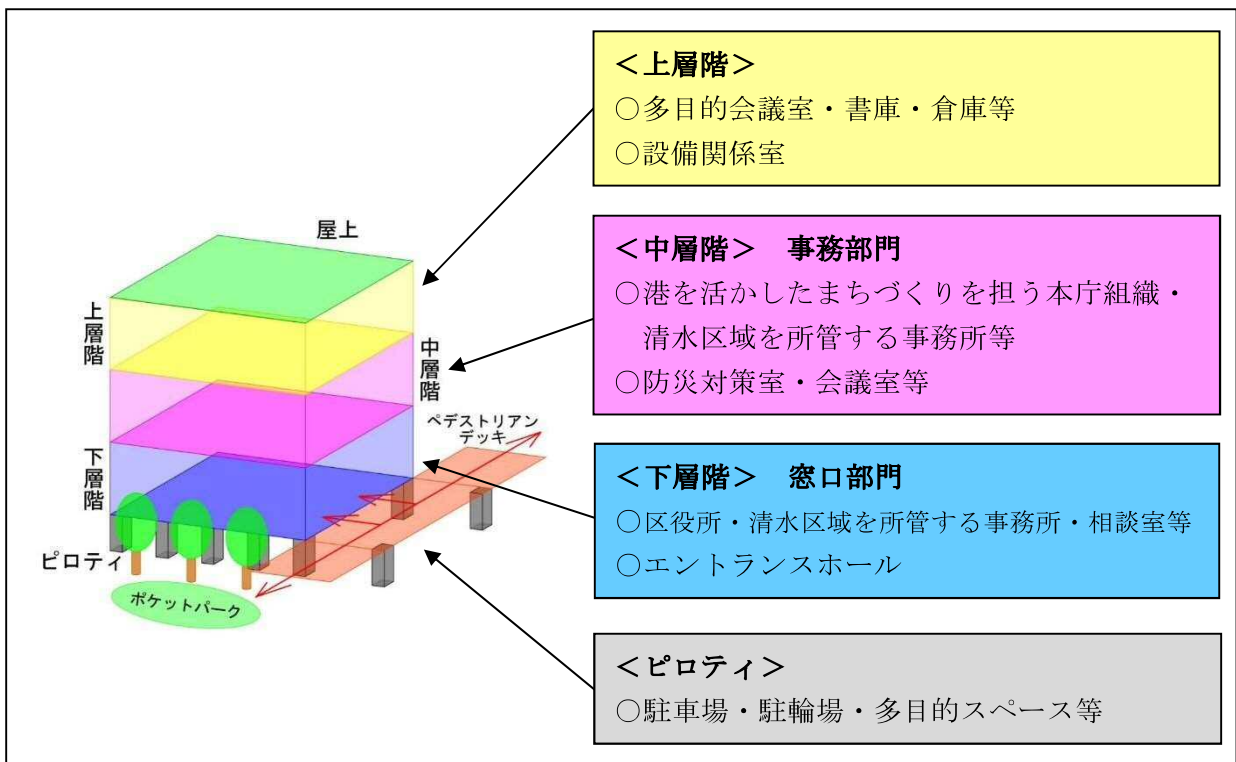 ＜上層階＞
○多目的会議室・書庫・倉庫等
○設備関係室
＜中層階＞　事務部門
○港を活かしたまちづくりを担う本庁組織・
清水区域を所管する事務所等
○防災対策室・会議室等
＜下層階＞　窓口部門
○区役所・清水区域を所管する事務所・相談室等
○エントランスホール
＜ピロティ＞
○駐車場・駐輪場・多目的スペース等
屋上
上層階
中層階
ペデストリアン
デッキ
下層階
ピロティ
ポケットパーク